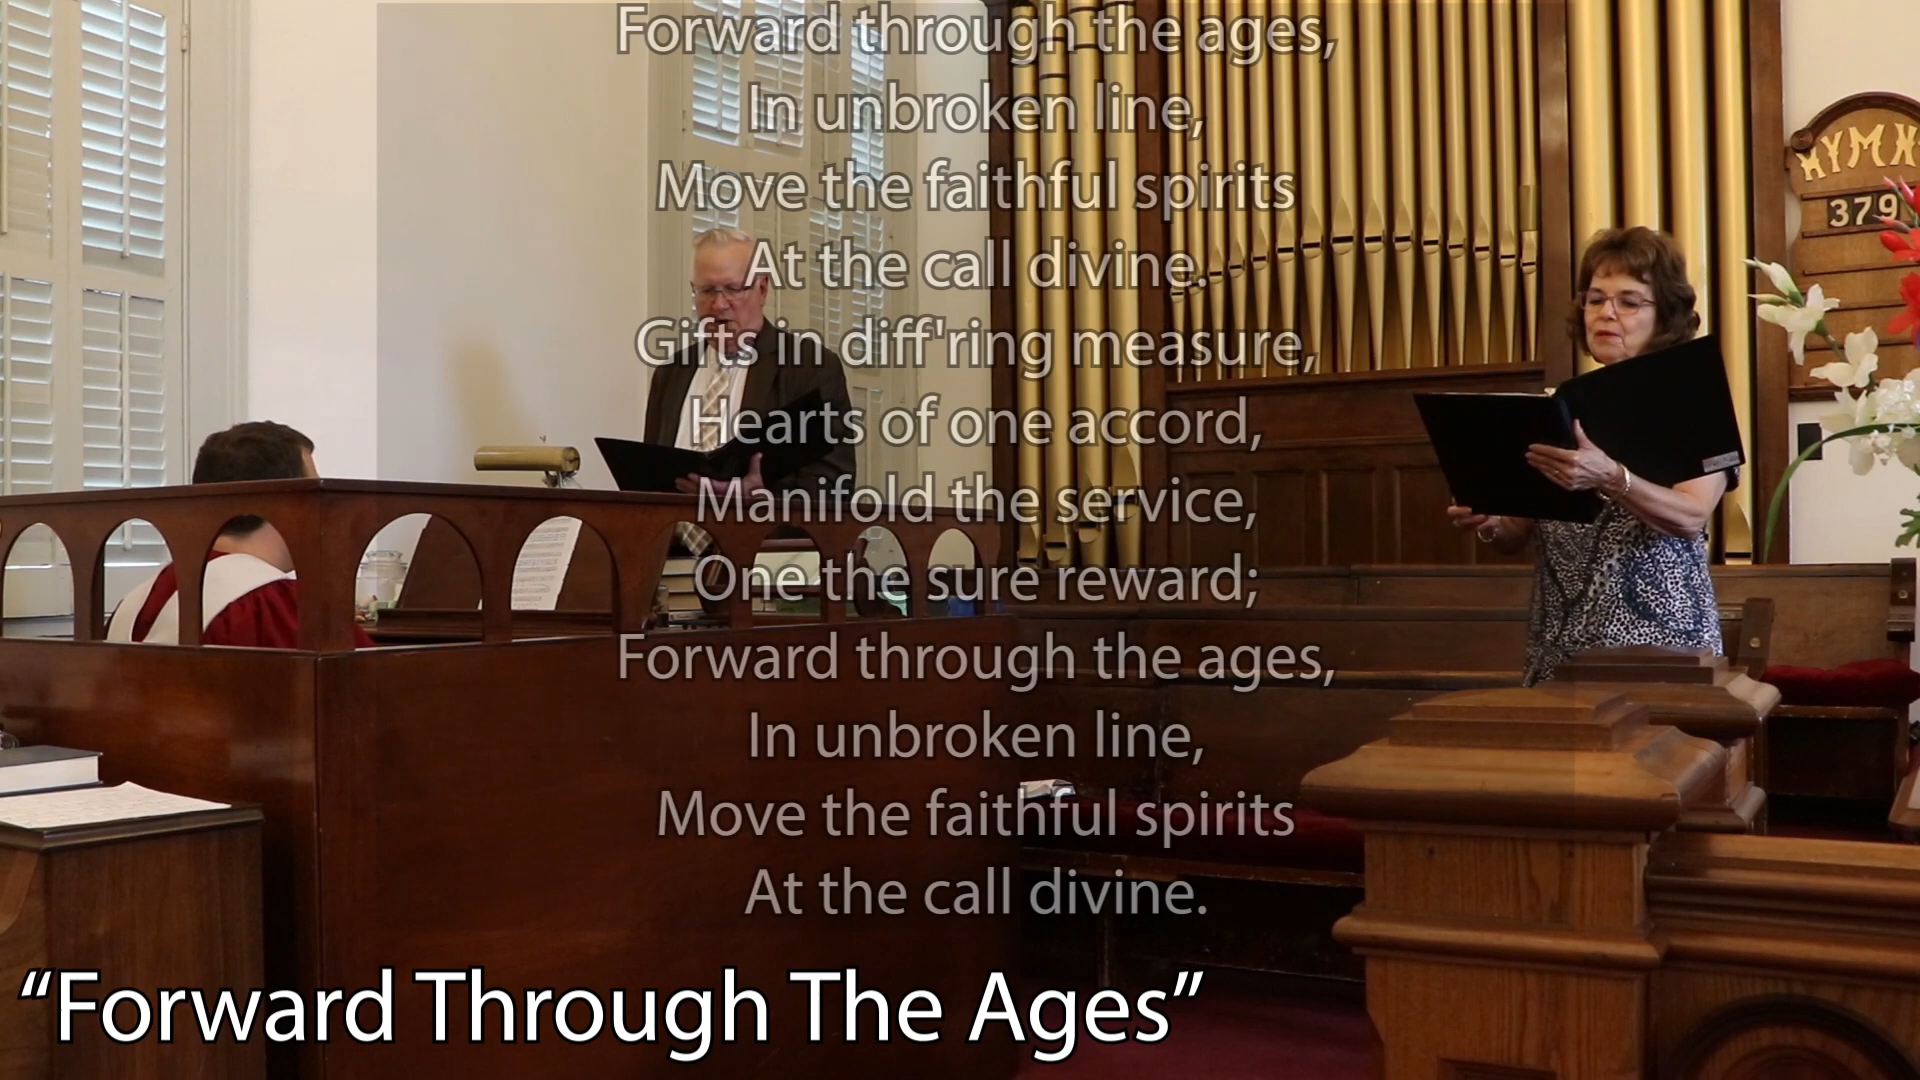 Forward through the ages,
In unbroken line,
Move the faithful spirits
At the call divine.
Gifts in diff'ring measure,
Hearts of one accord,
Manifold the service,
One the sure reward;
Forward through the ages,
In unbroken line,
Move the faithful spirits
At the call divine.
“Forward Through The Ages”
HYMN
379